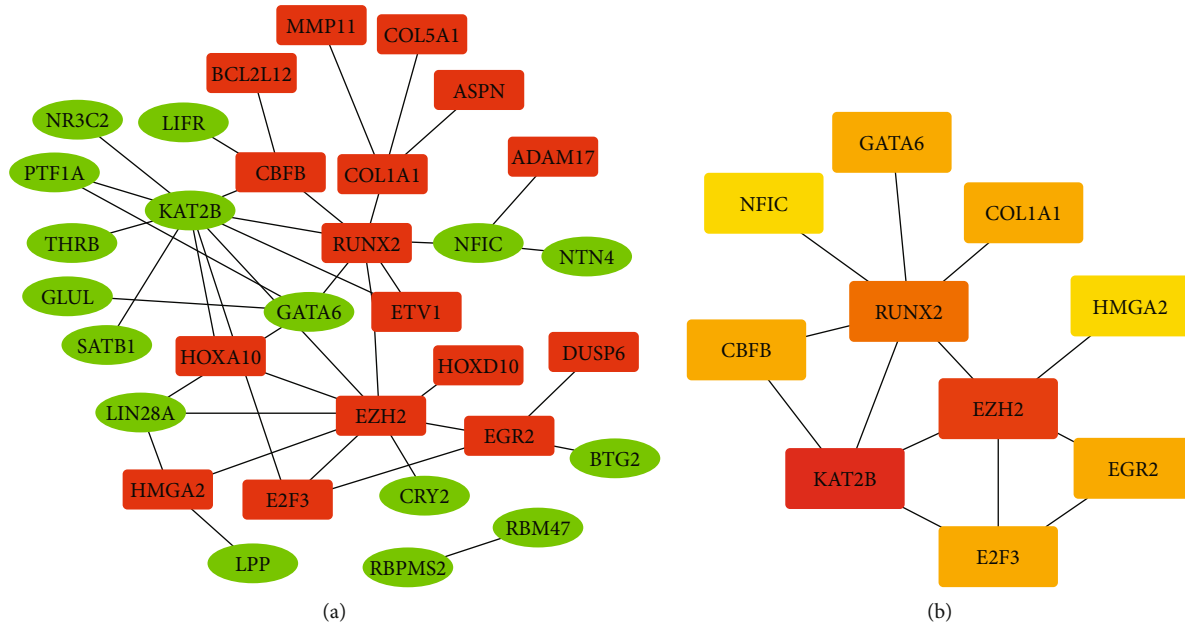 MMP11
COL5A1
BCL2L12
ASPN
NR3C2
LIFR
ADAM17
PTF1A
CBFB
COL1A1
KAT2B
THRB
RUNX2
NFIC
NTN4
GLUL
GATA6
ETV1
SATB1
HOXA10
HOXD10
DUSP6
LIN28A
EZH2
EGR2
BTG2
HMGA2
E2F3
CRY2
RBM47
LPP
RBPMS2
(a)
GATA6
NFIC
COL1A1
RUNX2
HMGA2
CBFB
EZH2
KAT2B
EGR2
E2F3
(b)